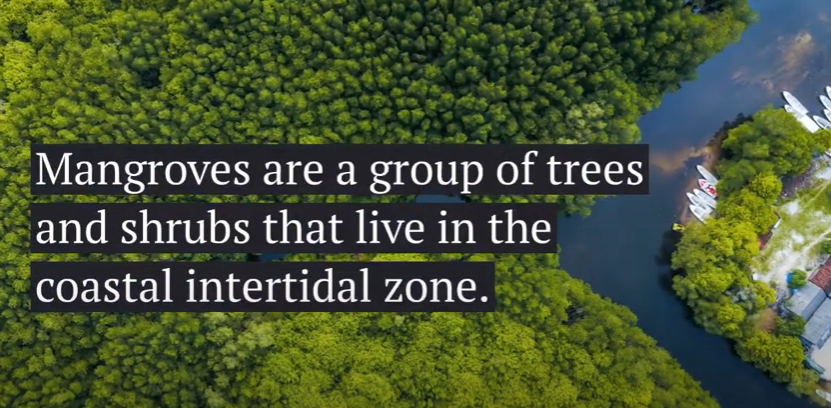 Mangroves are a group of trees
and shrubs that live in the
coastal intertidal zone.